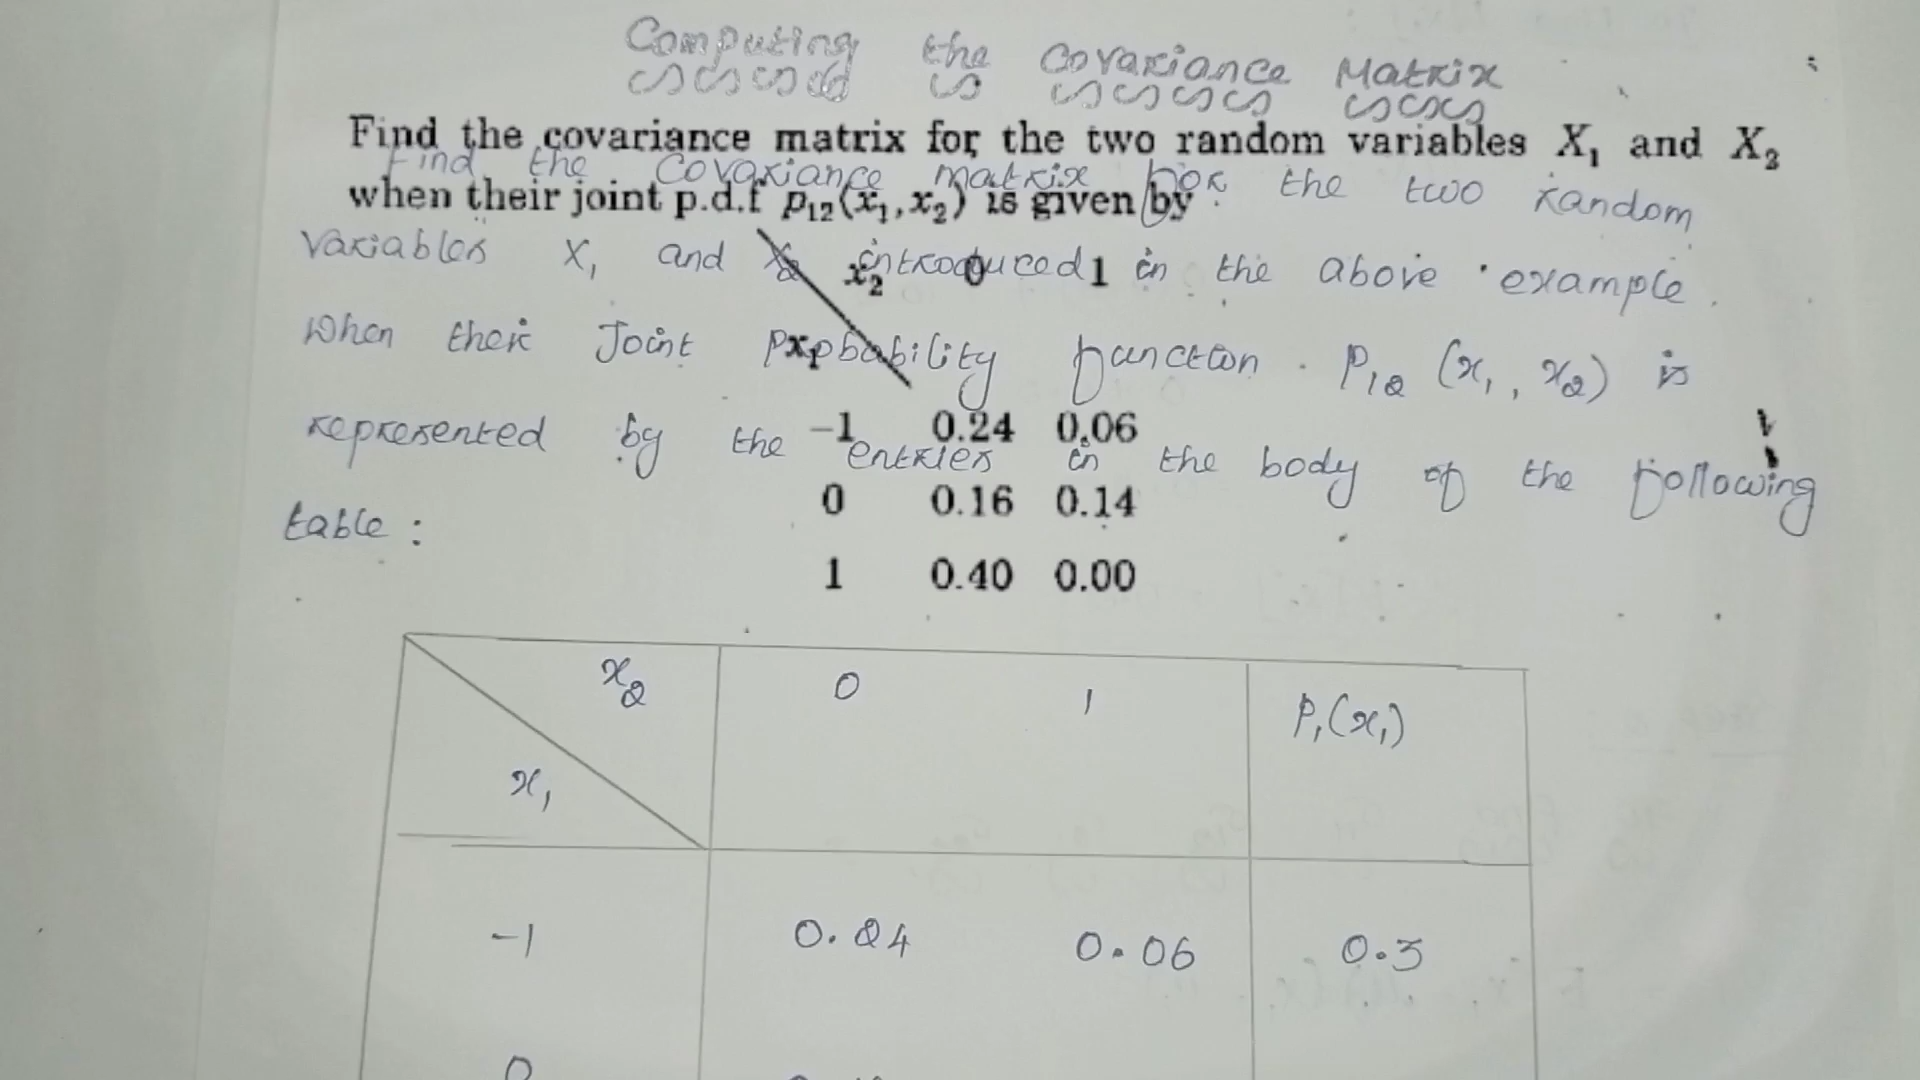 Computing the Covariance Matrix
Find the covariance matrix for the two random variables X₁ and X₂
when their joint p.d.f p₁₂(x₁,x₂) is given by
Find the Covariance matrix for the two random
Variables X₁ and X₂ introduced in the above example.
x₂ 0 1
When their Joint Probability function P₁₂ (x₁, x₂) is
x₁
represented by the entries in the body of the following
table :
-1 0.24 0.06
0 0.16 0.14
1 0.40 0.00
x₂ 0 1 P₁(x₁)
x₁
-1 0.24 0.06 0.3
0